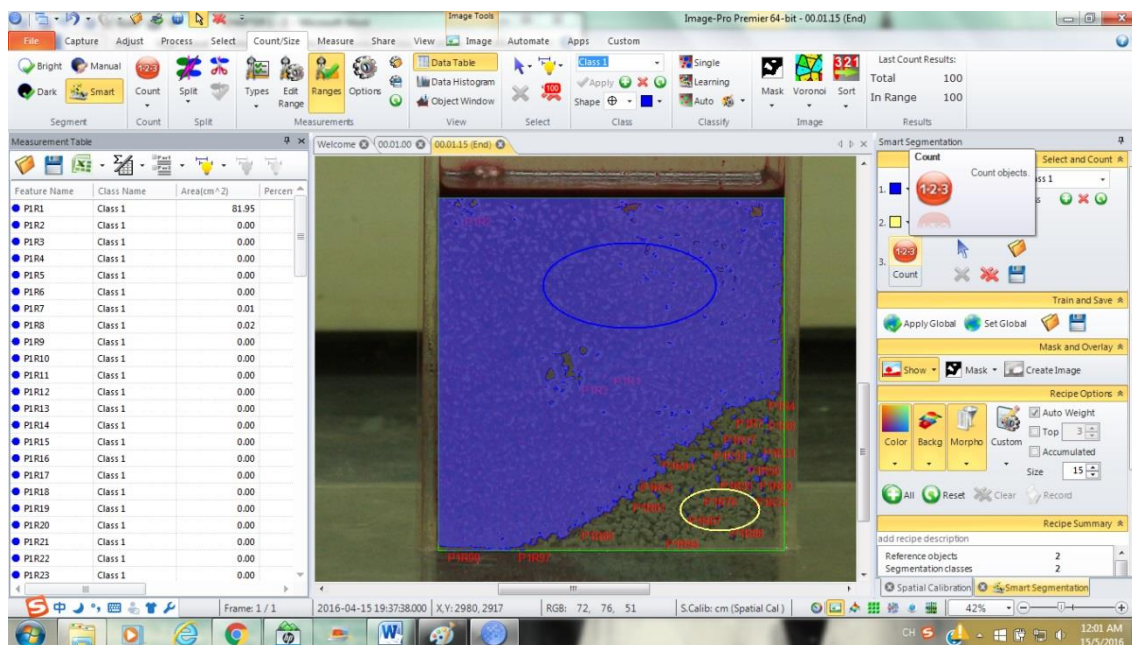 Image Tools
Image-Pro Premier 64-bit - 00.01.15 (End)
File Capture Adjust Process Select Count/Size Measure Share View Image Automate Apps Custom
Bright Manual
Dark Smart
Segment
Count
Count
Split
Split
Types Edit Range Ranges Options
Measurements
Data Table
Data Histogram
Object Window
View
Select
Class 1
Apply
Shape
Class
Single
Learning
Auto
Classify
Mask Voronoi Sort
Image
Last Count Results:
Total 100
In Range 100
Results
Measurement Table
Feature Name Class Name Area(cm^2) Percen
P1R1 Class 1 81.95
P1R2 Class 1 0.00
P1R3 Class 1 0.00
P1R4 Class 1 0.00
P1R5 Class 1 0.00
P1R6 Class 1 0.00
P1R7 Class 1 0.01
P1R8 Class 1 0.02
P1R9 Class 1 0.00
P1R10 Class 1 0.00
P1R11 Class 1 0.00
P1R12 Class 1 0.00
P1R13 Class 1 0.00
P1R14 Class 1 0.00
P1R15 Class 1 0.00
P1R16 Class 1 0.00
P1R17 Class 1 0.00
P1R18 Class 1 0.00
P1R19 Class 1 0.00
P1R20 Class 1 0.00
P1R21 Class 1 0.00
P1R22 Class 1 0.00
P1R23 Class 1 0.00
Welcome 00.01.00 00.01.15 (End)
P1R97
Smart Segmentation
Select and Count
Count
Count objects.
1.
2.
3.
Count
Train and Save
Apply Global Set Global
Mask and Overlay
Show Mask Create Image
Recipe Options
Color Backg Morpho Custom
Auto Weight
Top 3
Accumulated
Size 15
All Reset Clear Record
Recipe Summary
add recipe description
Reference objects 2
Segmentation classes 2
Spatial Calibration Smart Segmentation
中
Frame: 1 / 1
2016-04-15 19:37:38.000
X,Y: 2980, 2917
RGB: 72, 76, 51
S.Calib: cm (Spatial Cal )
42%
CH
12:01 AM
15/5/2016